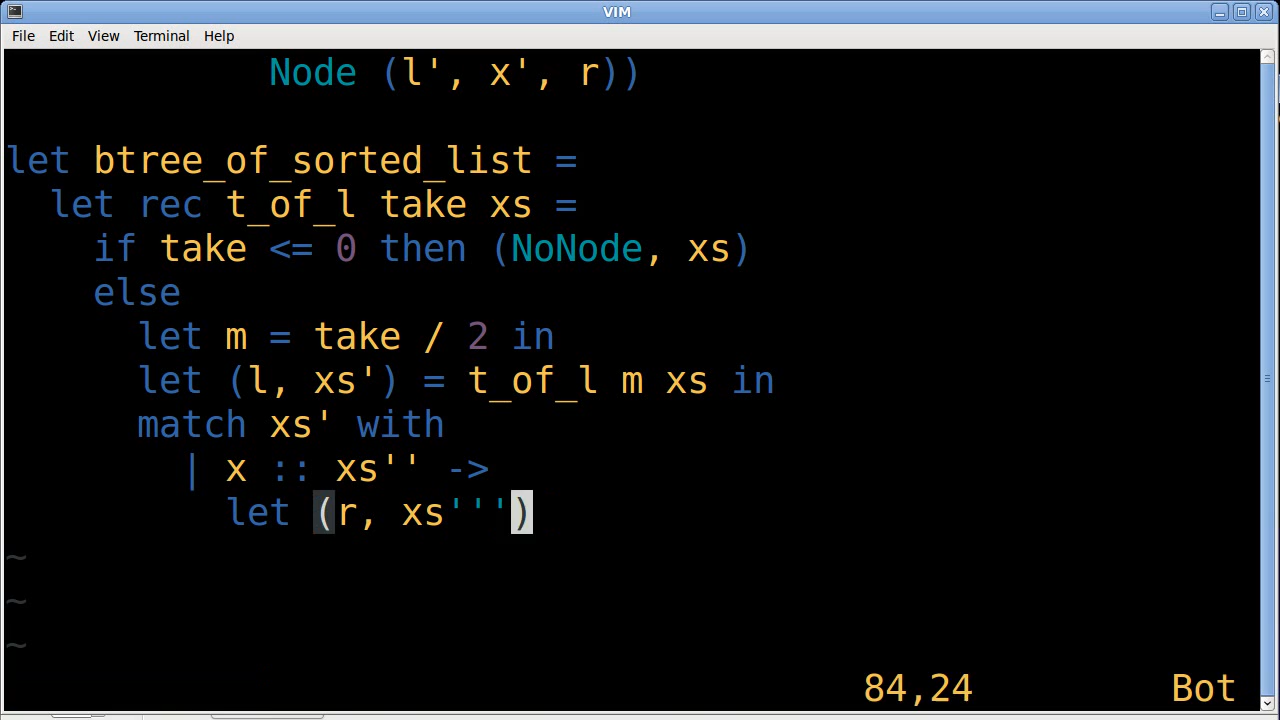 VIM
File Edit View Terminal Help
Node (l', x', r))
let btree_of_sorted_list =
let rec t_of_l take xs =
if take <= 0 then (NoNode, xs)
else
let m = take / 2 in
let (l, xs') = t_of_l m xs in
match xs' with
| x :: xs'' ->
let (r, xs''')
~
~
~
84,24 Bot